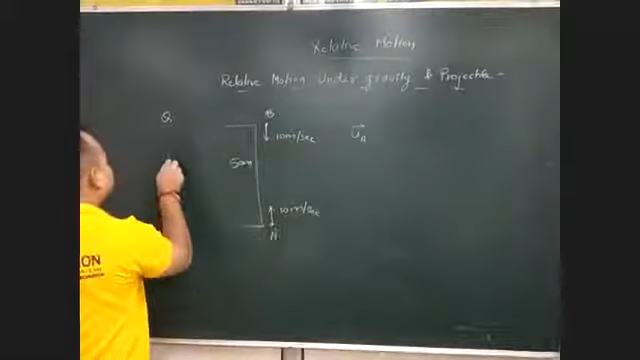 Relative Motion
Relative Motion Under gravity & Projectile -
Q
B
10m/sec
U⃗A
50m
10m/sec
A
ON